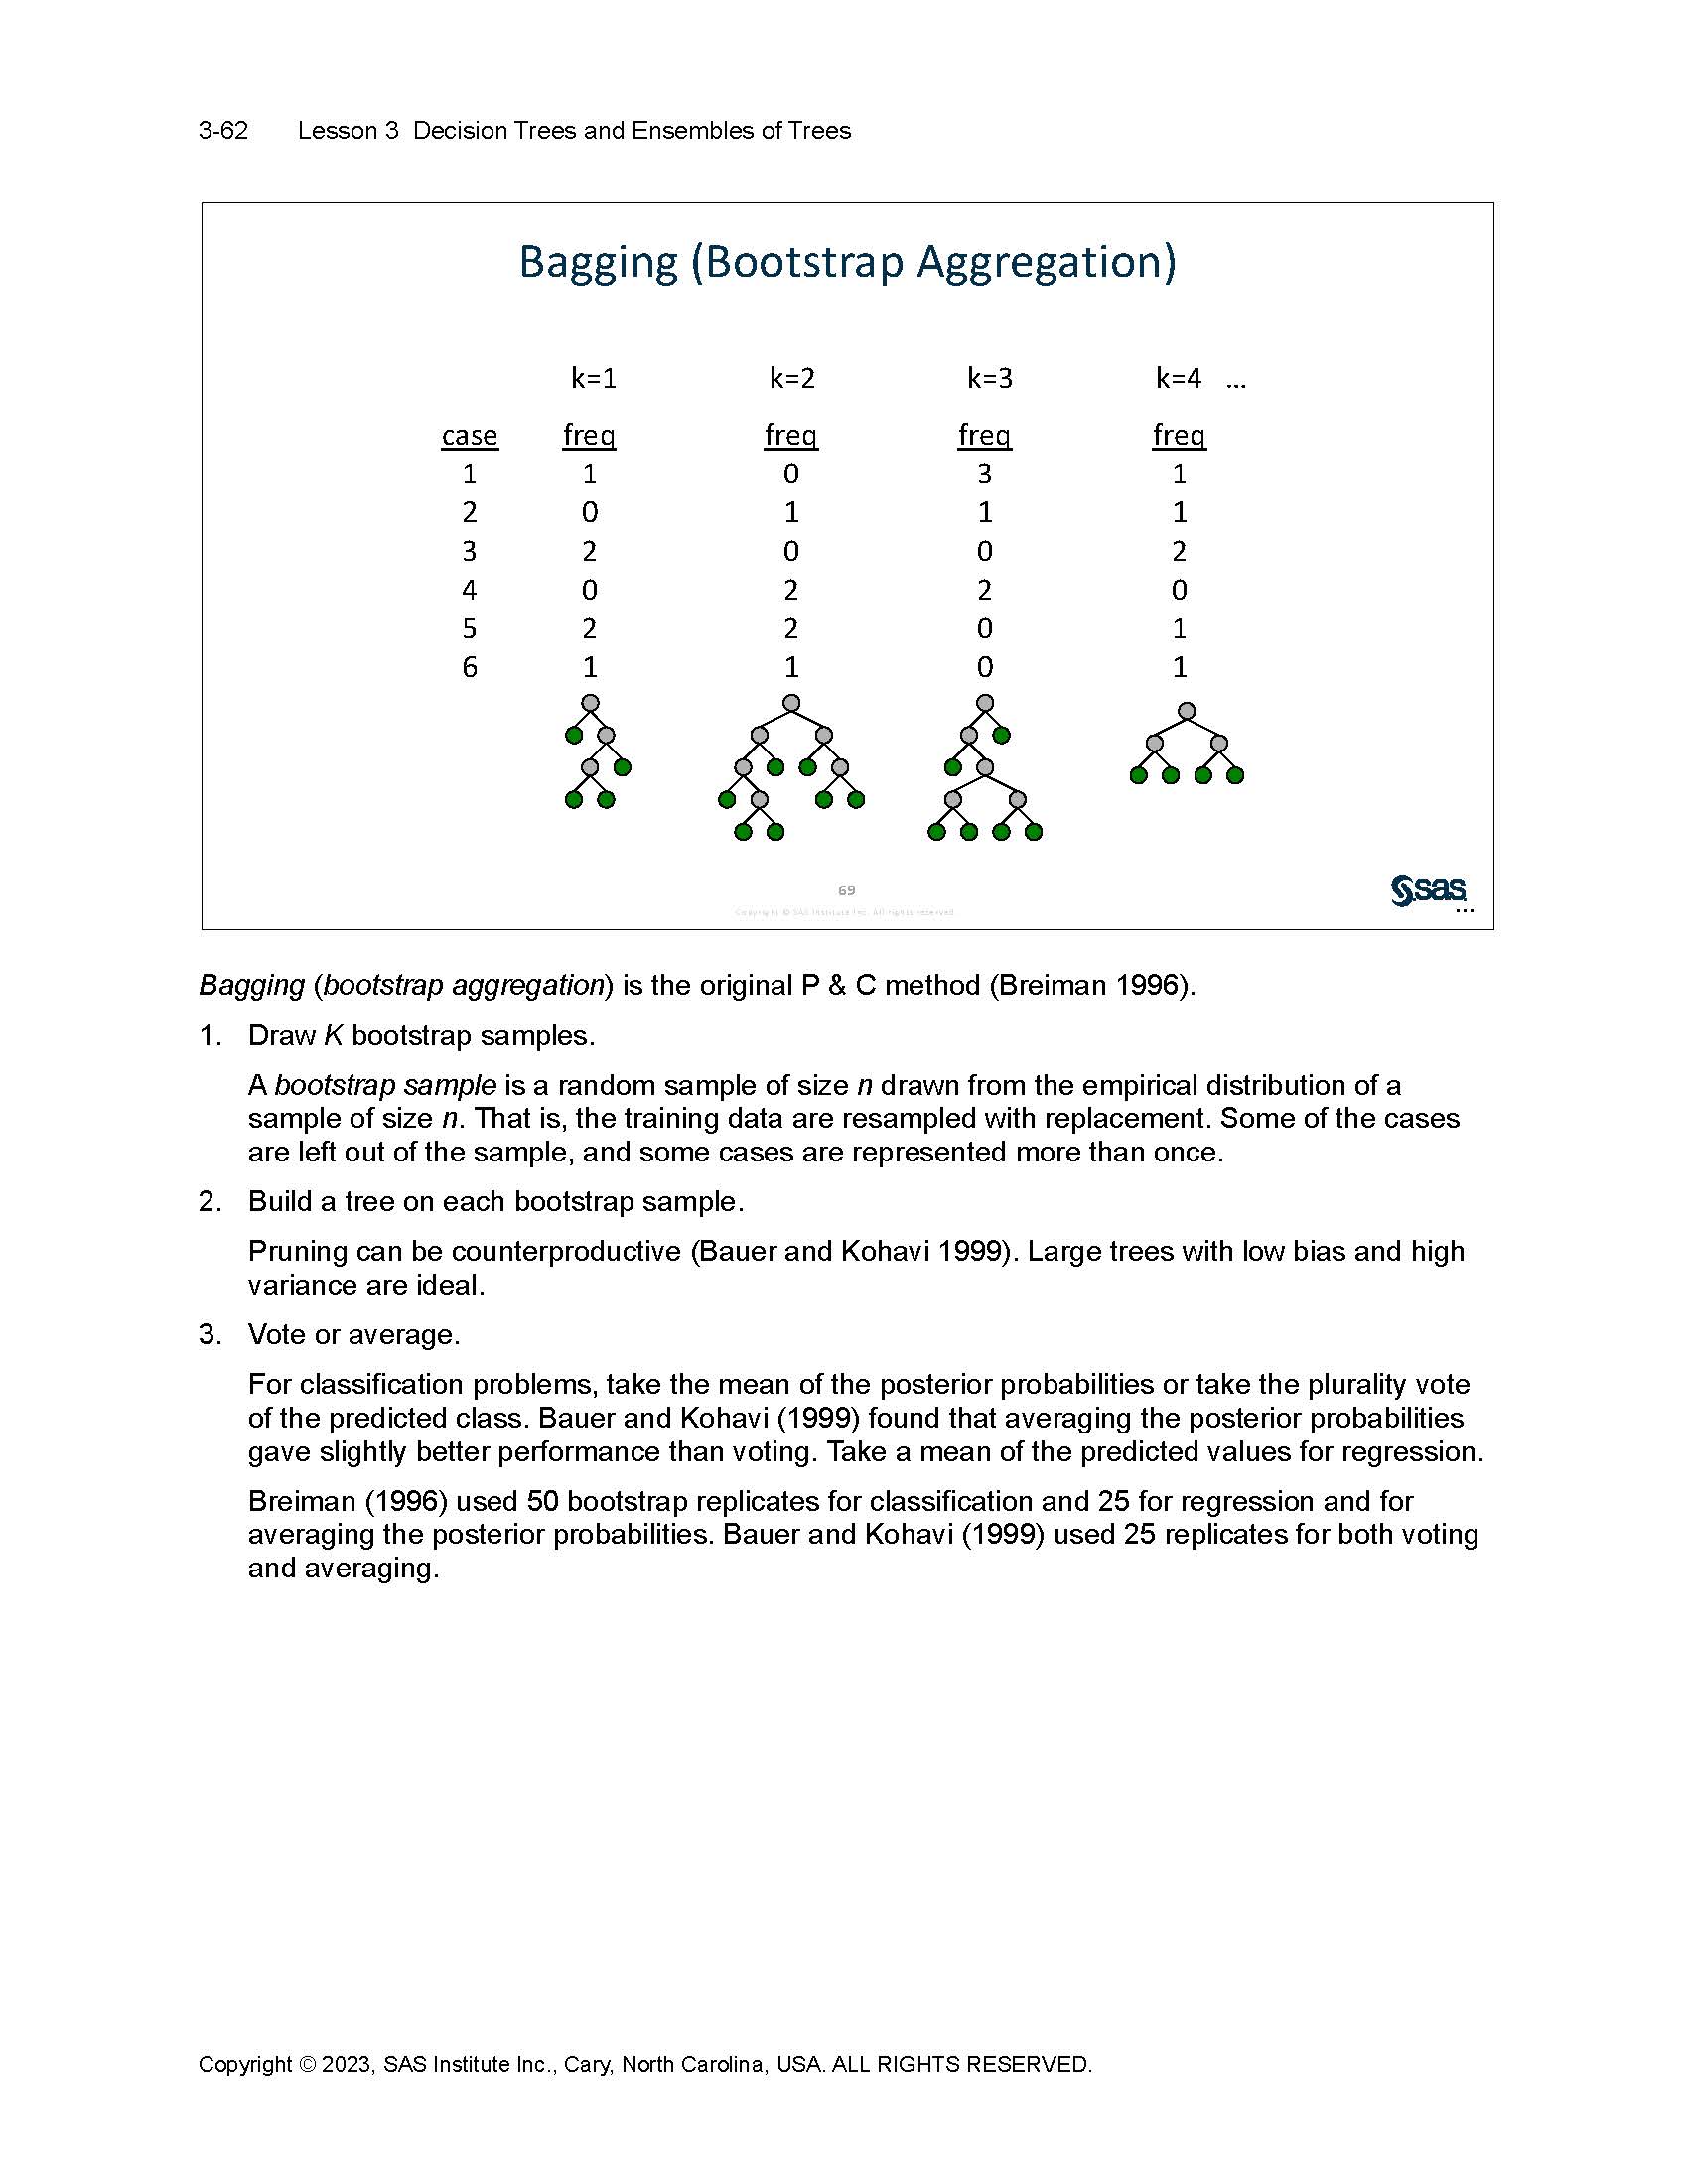 3-62 Lesson 3 Decision Trees and Ensembles of Trees
Bagging (Bootstrap Aggregation)
k=1 k=2 k=3 k=4 ...
case freq freq freq freq
1 1 0 3 1
2 0 1 1 1
3 2 0 0 2
4 0 2 2 0
5 2 2 0 1
6 1 1 0 1
69
Copyright © SAS Institute Inc. All rights reserved.
sas
...
Bagging (bootstrap aggregation) is the original P & C method (Breiman 1996).
1. Draw K bootstrap samples.
A bootstrap sample is a random sample of size n drawn from the empirical distribution of a
sample of size n. That is, the training data are resampled with replacement. Some of the cases
are left out of the sample, and some cases are represented more than once.
2. Build a tree on each bootstrap sample.
Pruning can be counterproductive (Bauer and Kohavi 1999). Large trees with low bias and high
variance are ideal.
3. Vote or average.
For classification problems, take the mean of the posterior probabilities or take the plurality vote
of the predicted class. Bauer and Kohavi (1999) found that averaging the posterior probabilities
gave slightly better performance than voting. Take a mean of the predicted values for regression.
Breiman (1996) used 50 bootstrap replicates for classification and 25 for regression and for
averaging the posterior probabilities. Bauer and Kohavi (1999) used 25 replicates for both voting
and averaging.
Copyright © 2023, SAS Institute Inc., Cary, North Carolina, USA. ALL RIGHTS RESERVED.